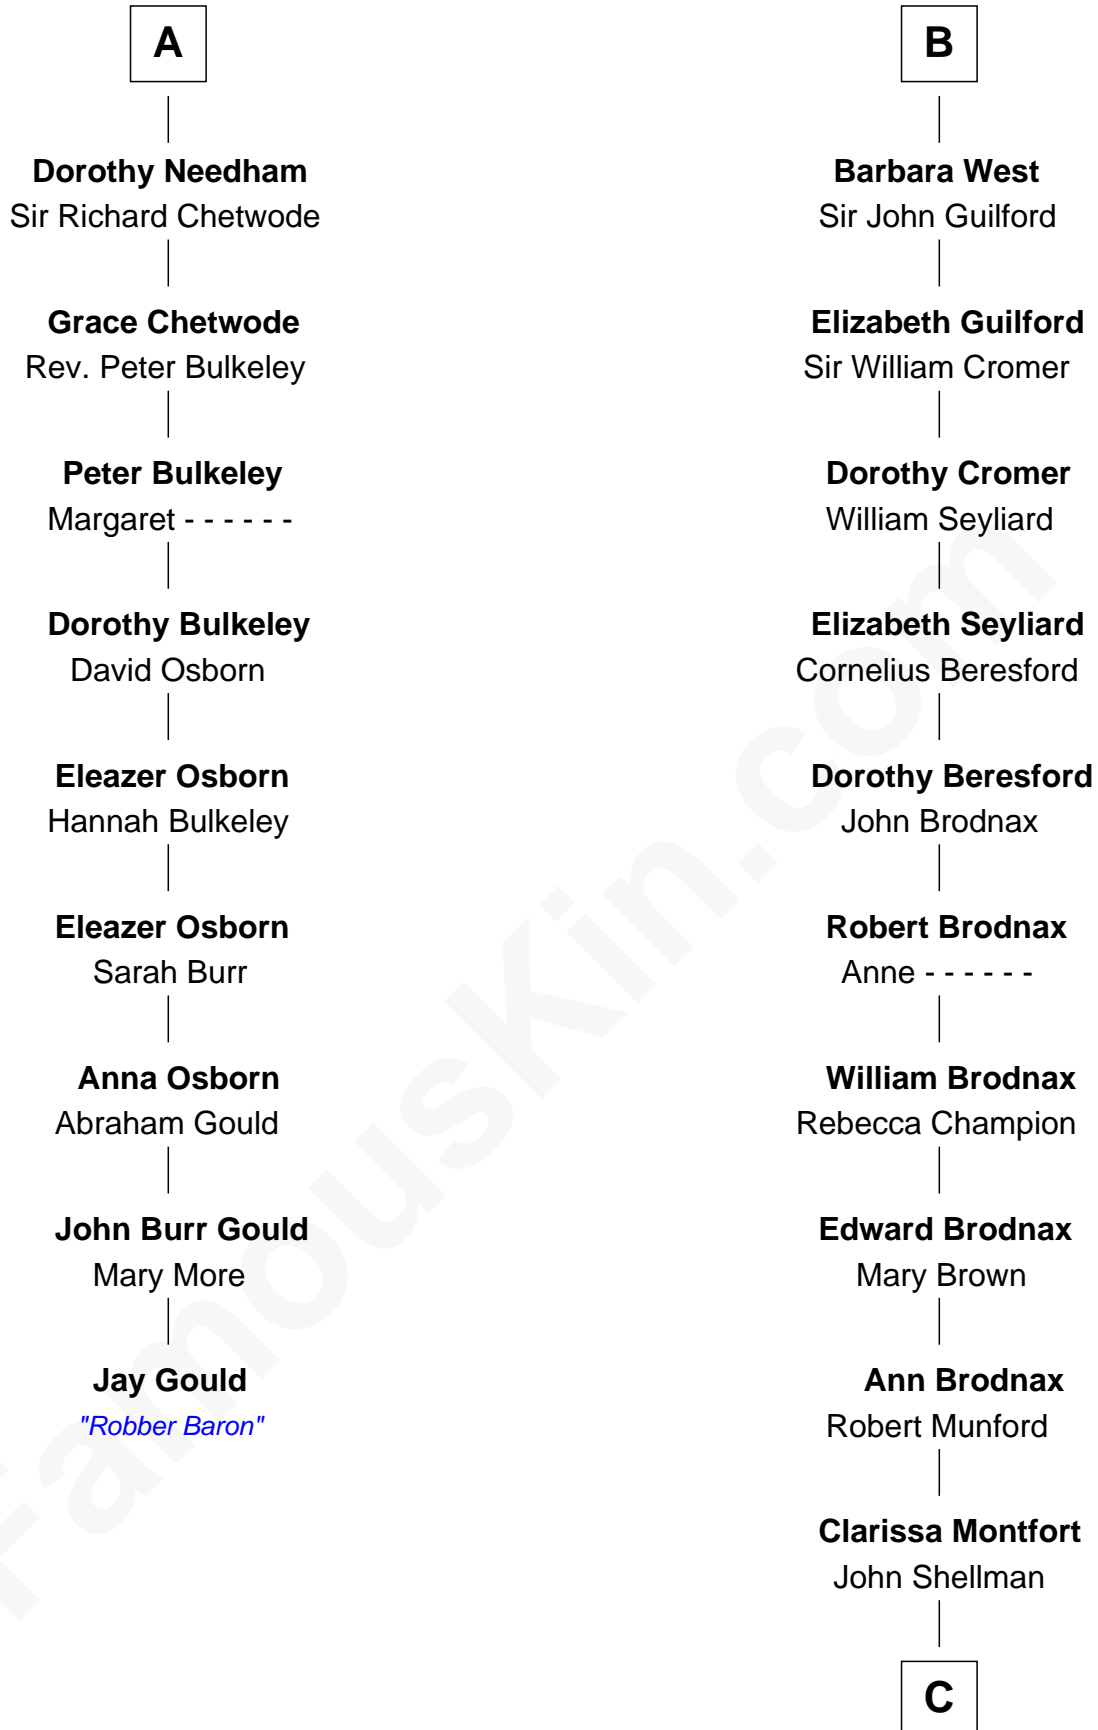 A
Dorothy Needham
Sir Richard Chetwode
Grace Chetwode
Rev. Peter Bulkeley
Peter Bulkeley
Margaret - - - - - -
Dorothy Bulkeley
David Osborn
Eleazer Osborn
Hannah Bulkeley
Eleazer Osborn
Sarah Burr
Anna Osborn
Abraham Gould
John Burr Gould
Mary More
Jay Gould
"Robber Baron"
B
Barbara West
Sir John Guilford
Elizabeth Guilford
Sir William Cromer
Dorothy Cromer
William Seyliard
Elizabeth Seyliard
Cornelius Beresford
Dorothy Beresford
John Brodnax
Robert Brodnax
Anne - - - - - -
William Brodnax
Rebecca Champion
Edward Brodnax
Mary Brown
Ann Brodnax
Robert Munford
Clarissa Montfort
John Shellman
C
FamousKin.com